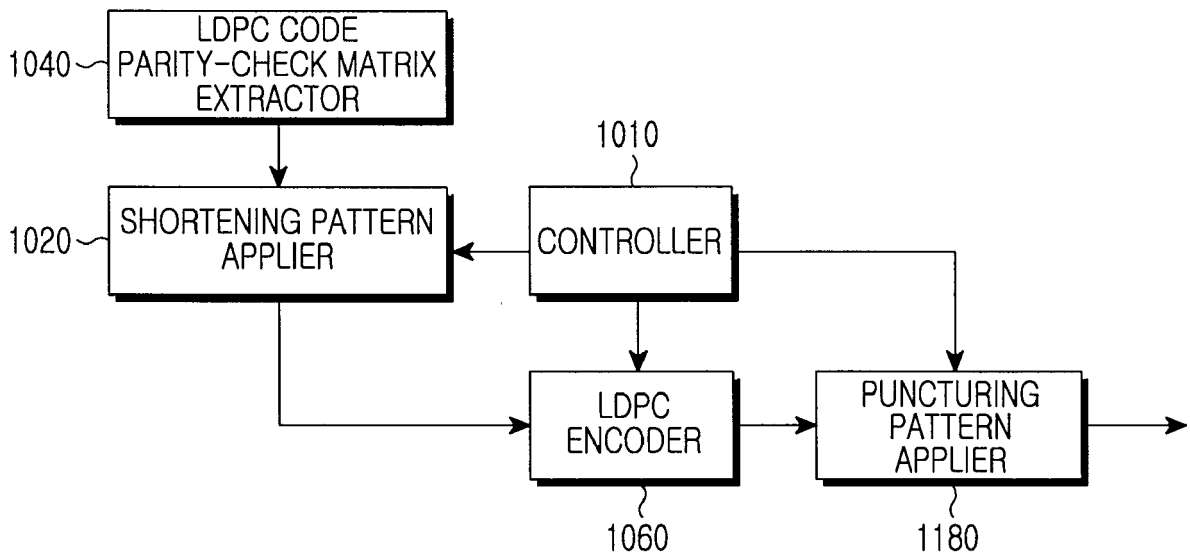 LDPC CODE
PARITY-CHECK MATRIX
EXTRACTOR
1040
1010
SHORTENING PATTERN
APPLIER
1020
CONTROLLER
LDPC
ENCODER
PUNCTURING
PATTERN
APPLIER
1060
1180